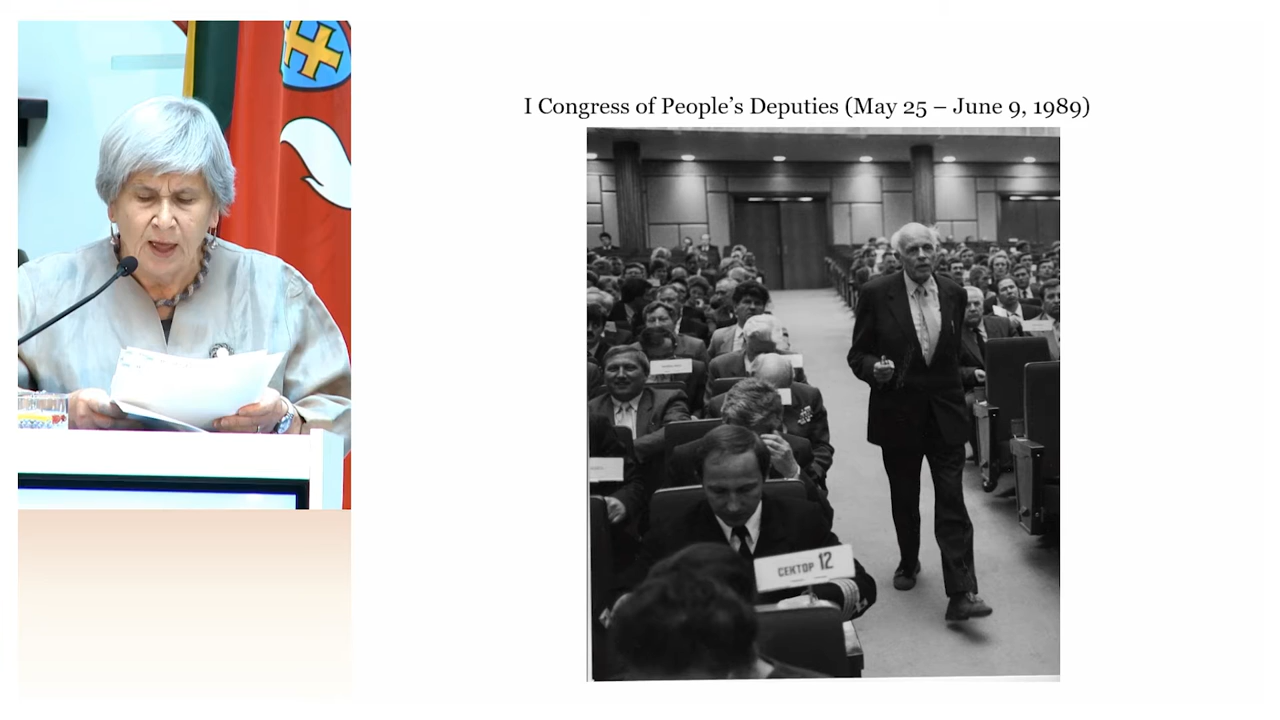 I Congress of People’s Deputies (May 25 – June 9, 1989)
СЕКТОР 12